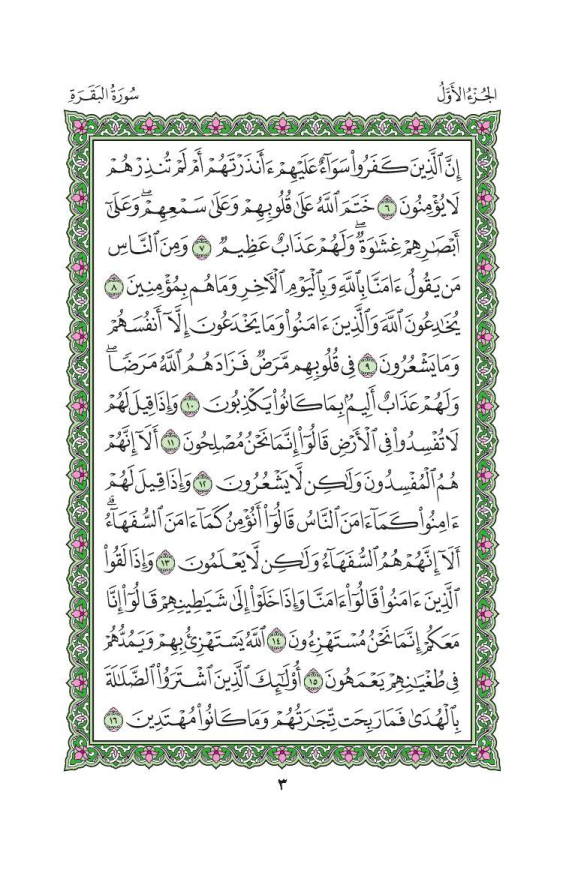 الجُزْءُ الأَوَّلُ
سُورَةُ البَقَرَةِ
إِنَّ ٱلَّذِينَ كَفَرُوا۟ سَوَآءٌ عَلَيْهِمْ ءَأَنذَرْتَهُمْ أَمْ لَمْ تُنذِرْهُمْ
لَا يُؤْمِنُونَ ٦ خَتَمَ ٱللَّهُ عَلَىٰ قُلُوبِهِمْ وَعَلَىٰ سَمْعِهِمْ ۖ وَعَلَىٰٓ
أَبْصَـٰرِهِمْ غِشَـٰوَةٌ ۖ وَلَهُمْ عَذَابٌ عَظِيمٌ ٧ وَمِنَ ٱلنَّاسِ
مَن يَقُولُ ءَامَنَّا بِٱللَّهِ وَبِٱلْيَوْمِ ٱلْـَٔاخِرِ وَمَا هُم بِمُؤْمِنِينَ ٨
يُخَـٰدِعُونَ ٱللَّهَ وَٱلَّذِينَ ءَامَنُوا۟ وَمَا يَخْدَعُونَ إِلَّآ أَنفُسَهُمْ
وَمَا يَشْعُرُونَ ٩ فِى قُلُوبِهِم مَّرَضٌ فَزَادَهُمُ ٱللَّهُ مَرَضًا ۖ
وَلَهُمْ عَذَابٌ أَلِيمٌۢ بِمَا كَانُوا۟ يَكْذِبُونَ ١٠ وَإِذَا قِيلَ لَهُمْ
لَا تُفْسِدُوا۟ فِى ٱلْأَرْضِ قَالُوٓا۟ إِنَّمَا نَحْنُ مُصْلِحُونَ ١١ أَلَآ إِنَّهُمْ
هُمُ ٱلْمُفْسِدُونَ وَلَـٰكِن لَّا يَشْعُرُونَ ١٢ وَإِذَا قِيلَ لَهُمْ
ءَامِنُوا۟ كَمَآ ءَامَنَ ٱلنَّاسُ قَالُوٓا۟ أَنُؤْمِنُ كَمَآ ءَامَنَ ٱلسُّفَهَآءُ ۗ
أَلَآ إِنَّهُمْ هُمُ ٱلسُّفَهَآءُ وَلَـٰكِن لَّا يَعْلَمُونَ ١٣ وَإِذَا لَقُوا۟
ٱلَّذِينَ ءَامَنُوا۟ قَالُوٓا۟ ءَامَنَّا وَإِذَا خَلَوْا۟ إِلَىٰ شَيَـٰطِينِهِمْ قَالُوٓا۟ إِنَّا
مَعَكُمْ إِنَّمَا نَحْنُ مُسْتَهْزِءُونَ ١٤ ٱللَّهُ يَسْتَهْزِئُ بِهِمْ وَيَمُدُّهُمْ
فِى طُغْيَـٰنِهِمْ يَعْمَهُونَ ١٥ أُو۟لَـٰٓئِكَ ٱلَّذِينَ ٱشْتَرَوُا۟ ٱلضَّلَـٰلَةَ
بِٱلْهُدَىٰ فَمَا رَبِحَت تِّجَـٰرَتُهُمْ وَمَا كَانُوا۟ مُهْتَدِينَ ١٦
٣